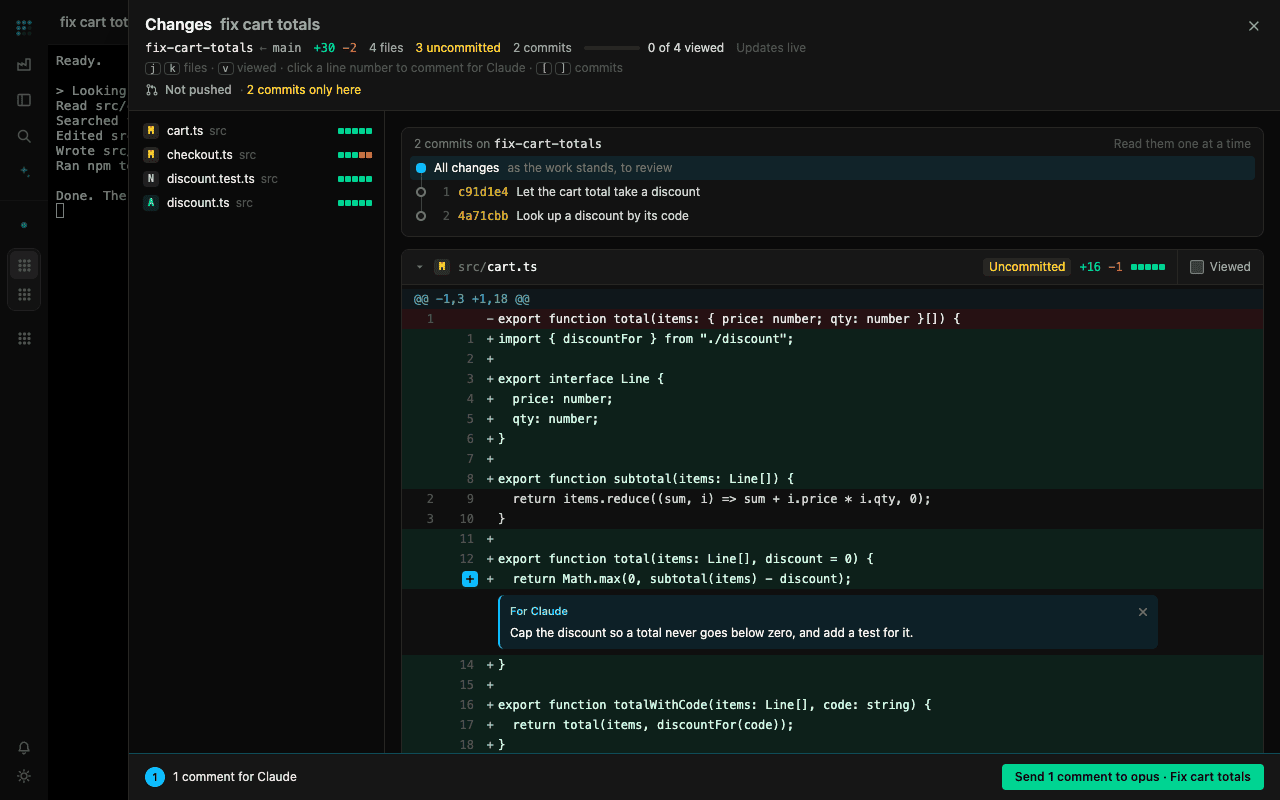 fix cart tot
Ready.
> Looking
Read src/
Searched
Edited sr
Wrote src
Ran npm t
Done. The
Changes fix cart totals
fix-cart-totals ← main +30 −2 4 files 3 uncommitted 2 commits 0 of 4 viewed Updates live
j k files · v viewed · click a line number to comment for Claude · [ ] commits
Not pushed · 2 commits only here
M cart.ts src
M checkout.ts src
N discount.test.ts src
A discount.ts src
2 commits on fix-cart-totals Read them one at a time
All changes as the work stands, to review
1 c91d1e4 Let the cart total take a discount
2 4a71cbb Look up a discount by its code
M src/cart.ts Uncommitted +16 −1 Viewed
@@ −1,3 +1,18 @@
1 −export function total(items: { price: number; qty: number }[]) {
1 +import { discountFor } from "./discount";
2 +
3 +export interface Line {
4 + price: number;
5 + qty: number;
6 +}
7 +
8 +export function subtotal(items: Line[]) {
2 9 return items.reduce((sum, i) => sum + i.price * i.qty, 0);
3 10 }
11 +
12 +export function total(items: Line[], discount = 0) {
+ + return Math.max(0, subtotal(items) − discount);
For Claude
Cap the discount so a total never goes below zero, and add a test for it.
14 +}
15 +
16 +export function totalWithCode(items: Line[], code: string) {
17 + return total(items, discountFor(code));
18 +}
1 1 comment for Claude
Send 1 comment to opus · Fix cart totals